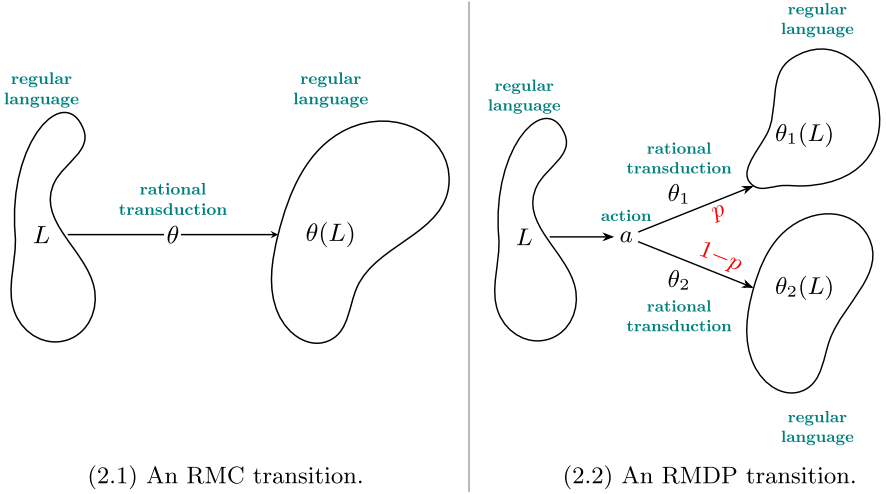 regular
language
L
rational
transduction
θ
regular
language
θ(L)
(2.1) An RMC transition.
regular
language
L
action
a
rational
transduction
θ₁
p
regular
language
θ₁(L)
1−p
θ₂
rational
transduction
θ₂(L)
regular
language
(2.2) An RMDP transition.